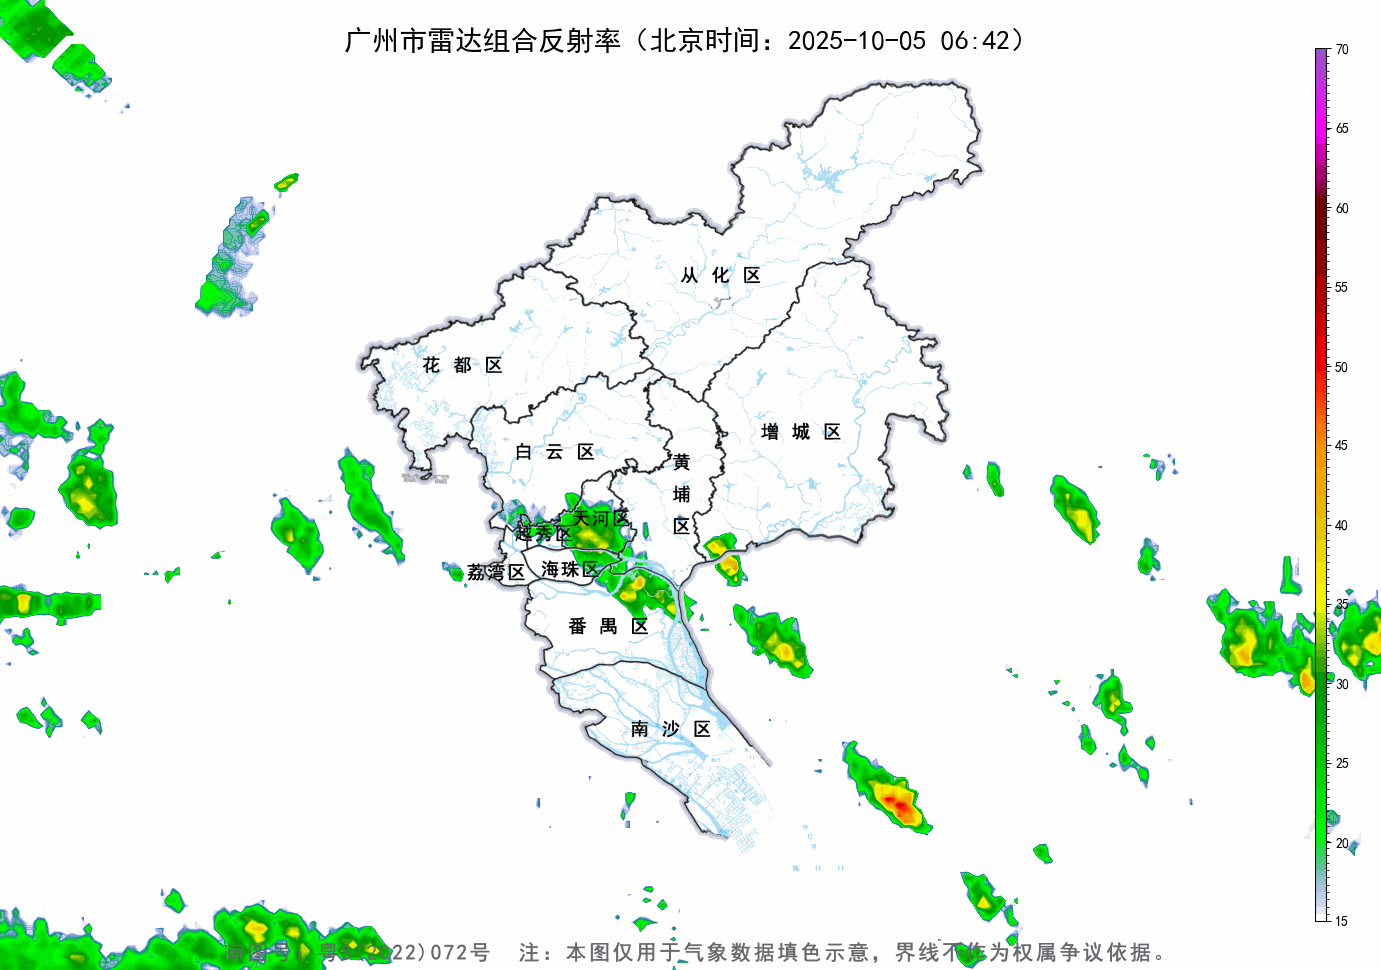 广州市雷达组合反射率（北京时间：2025-10-05 06:42）
70
65
60
55
50
45
40
35
30
25
20
15
从化区
花都区
增城区
白云区
黄埔区
天河区
越秀区
荔湾区
海珠区
番禺区
南沙区
审图号：粤S(2022)072号 注：本图仅用于气象数据填色示意，界线不作为权属争议依据。